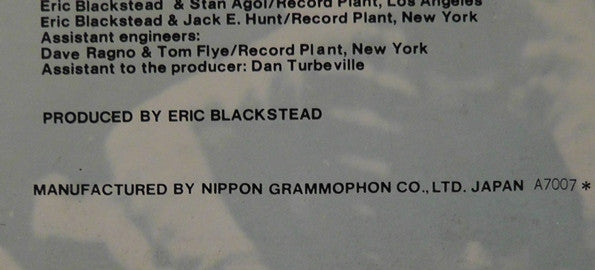 Eric Blackstead & Stan Agol/Record Plant, Los Angeles
Eric Blackstead & Jack E. Hunt/Record Plant, New York
Assistant engineers:
Dave Ragno & Tom Flye/Record Plant, New York
Assistant to the producer: Dan Turbeville
PRODUCED BY ERIC BLACKSTEAD
MANUFACTURED BY NIPPON GRAMMOPHON CO., LTD. JAPAN A7007*